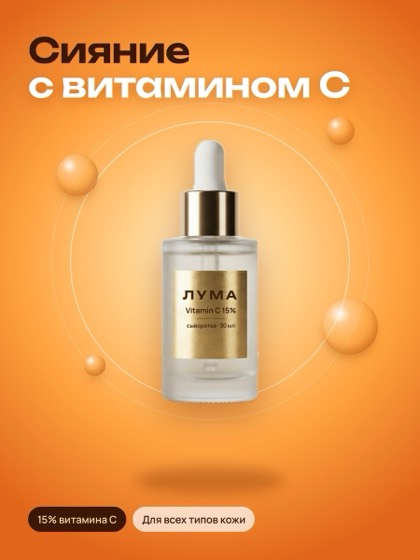 Сияние
с витамином С
ЛУМА
Vitamin C 15%
сыворотка 30 мл
15% витамина С
Для всех типов кожи